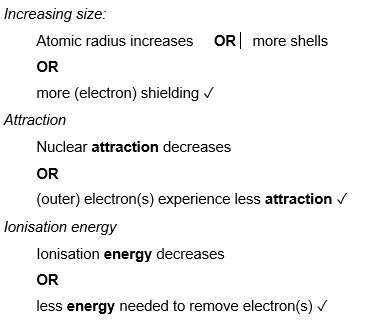 Increasing size:
Atomic radius increases OR| more shells
OR
more (electron) shielding ✓
Attraction
Nuclear attraction decreases
OR
(outer) electron(s) experience less attraction ✓
Ionisation energy
Ionisation energy decreases
OR
less energy needed to remove electron(s) ✓